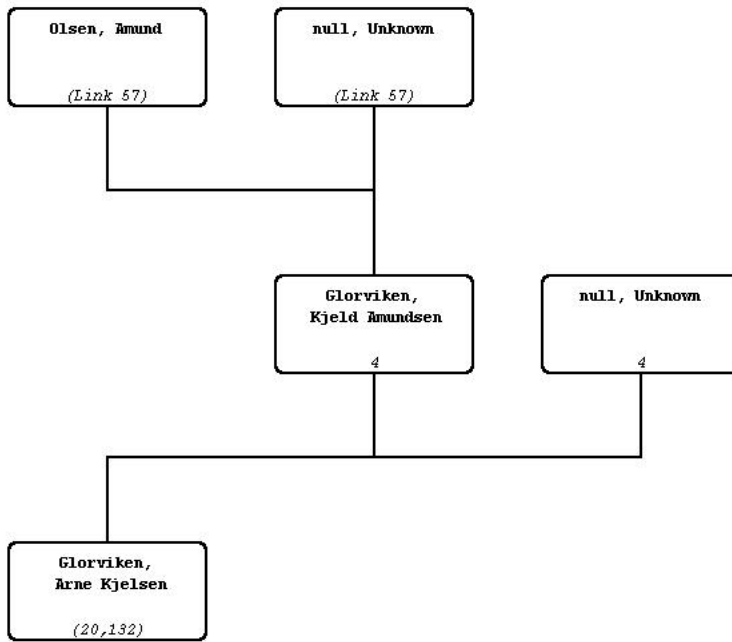 Olsen, Amund
(Link 57)
null, Unknown
(Link 57)
Glorviken,
Kjeld Amundsen
4
null, Unknown
4
Glorviken,
Arne Kjelsen
(20,132)